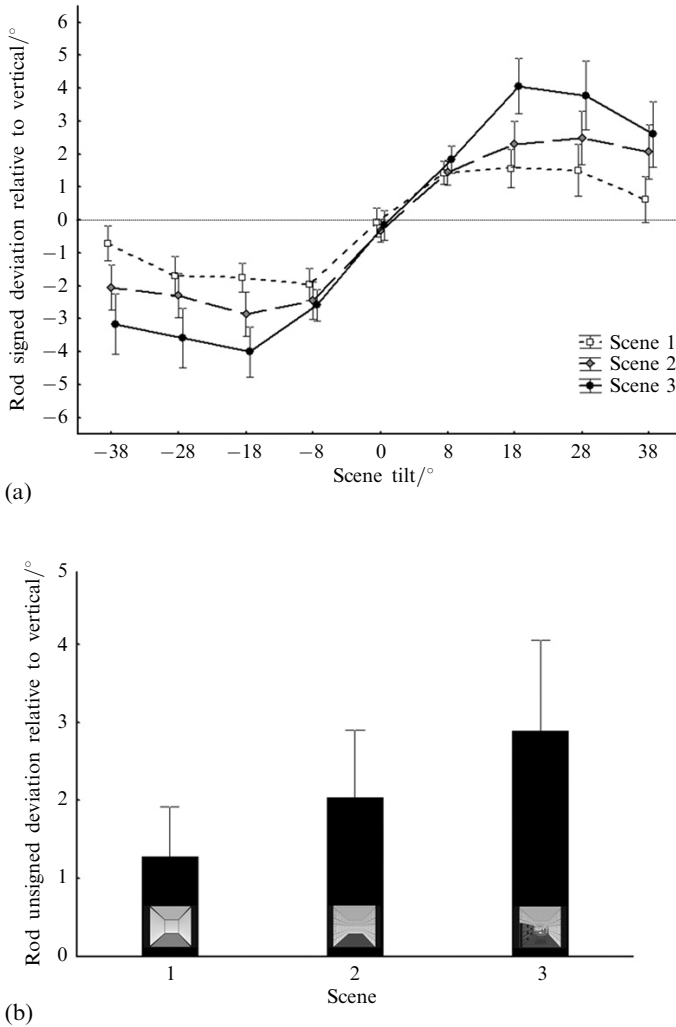 Rod signed deviation relative to vertical/°
6
5
4
3
2
1
0
−1
−2
−3
−4
−5
−6
Scene 1
Scene 2
Scene 3
−38 −28 −18 −8 0 8 18 28 38
Scene tilt/°
(a)
Rod unsigned deviation relative to vertical/°
5
4
3
2
1
0
1 2 3
Scene
(b)